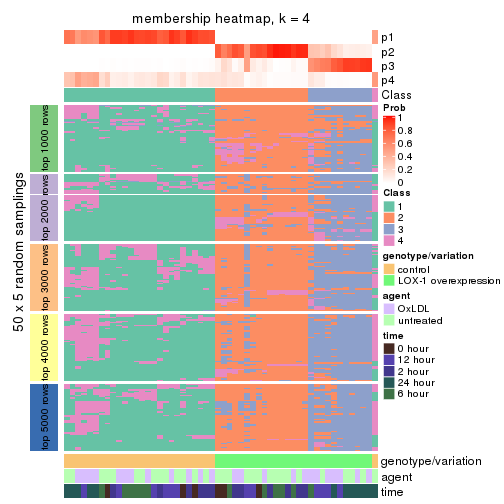 membership heatmap, k = 4
p1
p2
p3
p4
Class
50 x 5 random samplings
top 1000 rows
top 2000 rows
top 3000 rows
top 4000 rows
top 5000 rows
genotype/variation
agent
time
Prob
1
0.8
0.6
0.4
0.2
0
Class
1
2
3
4
genotype/variation
control
LOX-1 overexpression
agent
OxLDL
untreated
time
0 hour
12 hour
2 hour
24 hour
6 hour